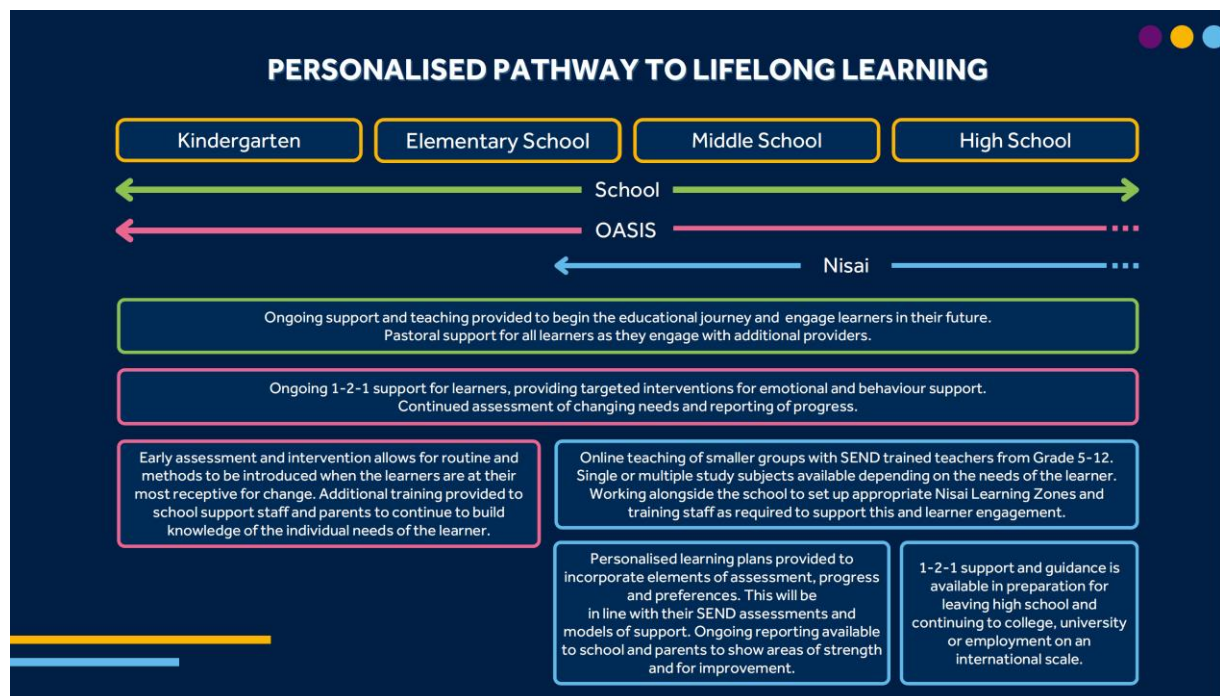 PERSONALISED PATHWAY TO LIFELONG LEARNING
Kindergarten
Elementary School
Middle School
High School
School
OASIS
Nisai
Ongoing support and teaching provided to begin the educational journey and engage learners in their future.
Pastoral support for all learners as they engage with additional providers.
Ongoing 1-2-1 support for learners, providing targeted interventions for emotional and behaviour support.
Continued assessment of changing needs and reporting of progress.
Early assessment and intervention allows for routine and
methods to be introduced when the learners are at their
most receptive for change. Additional training provided to
school support staff and parents to continue to build
knowledge of the individual needs of the learner.
Online teaching of smaller groups with SEND trained teachers from Grade 5-12.
Single or multiple study subjects available depending on the needs of the learner.
Working alongside the school to set up appropriate Nisai Learning Zones and
training staff as required to support this and learner engagement.
Personalised learning plans provided to
incorporate elements of assessment, progress
and preferences. This will be
in line with their SEND assessments and
models of support. Ongoing reporting available
to school and parents to show areas of strength
and for improvement.
1-2-1 support and guidance is
available in preparation for
leaving high school and
continuing to college, university
or employment on an
international scale.